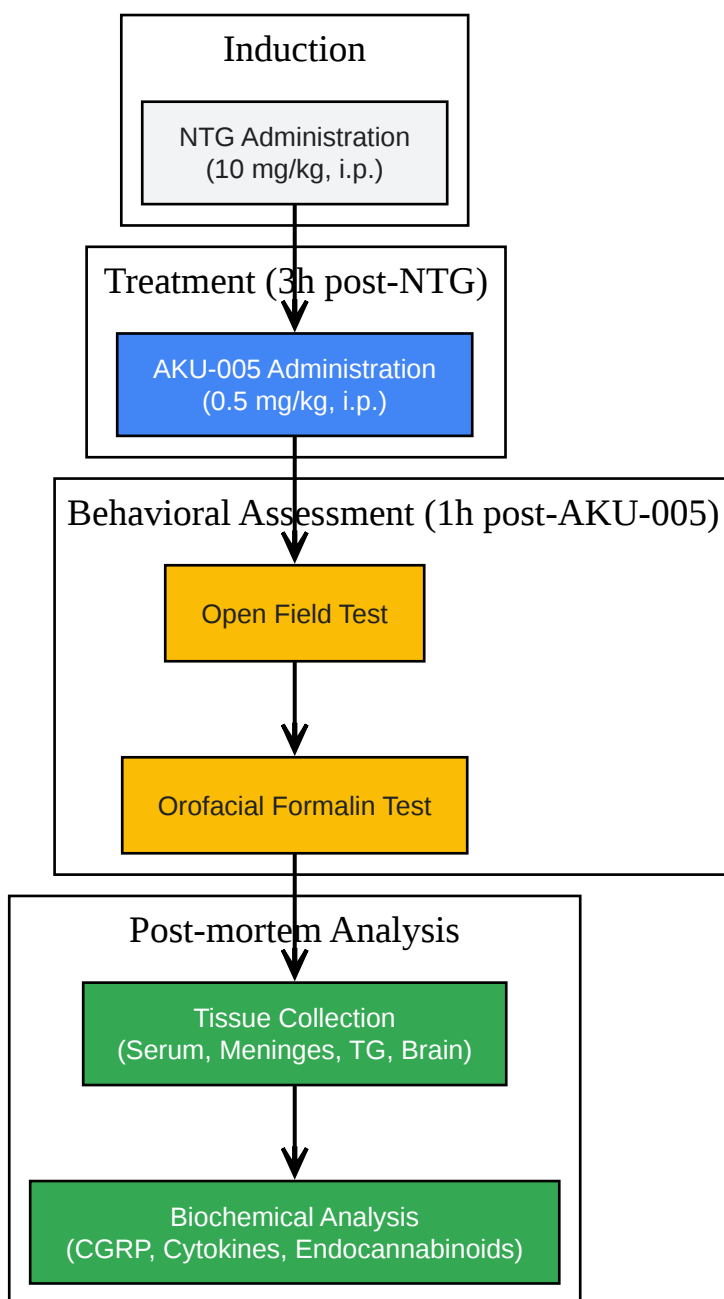 Induction
NTG Administration
(10 mg/kg, i.p.)
Treatment (3h post-NTG)
AKU-005 Administration
(0.5 mg/kg, i.p.)
Behavioral Assessment (1h post-AKU-005)
Open Field Test
Orofacial Formalin Test
Post-mortem Analysis
Tissue Collection
(Serum, Meninges, TG, Brain)
Biochemical Analysis
(CGRP, Cytokines, Endocannabinoids)